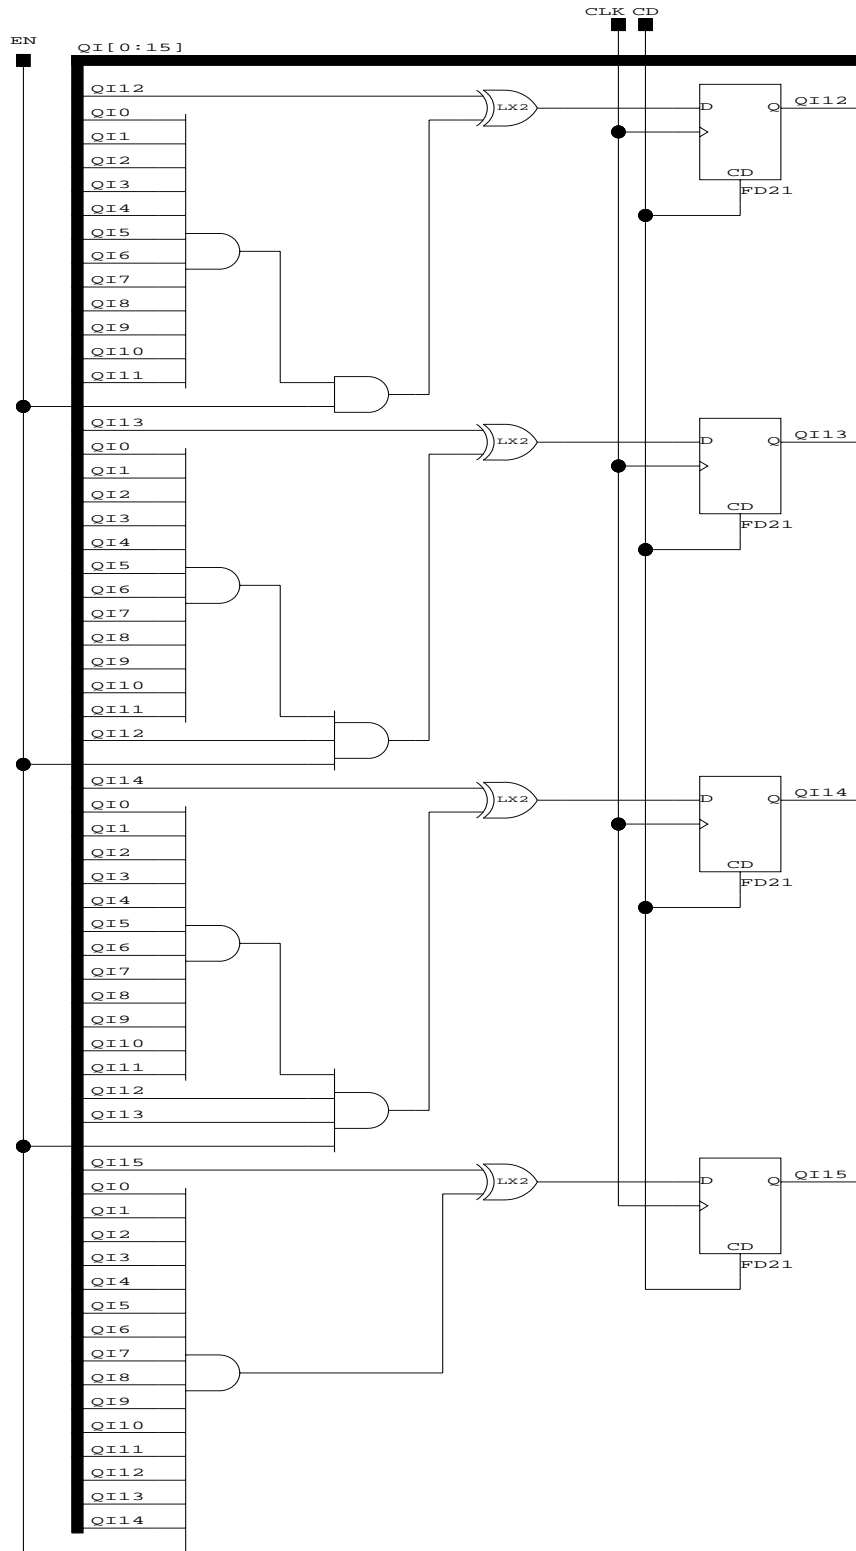 CLK CD
EN
QI[0:15]
QI12
LX2
D
Q
QI12
QI0
QI1
QI2
QI3
CD
FD21
QI4
QI5
QI6
QI7
QI8
QI9
QI10
QI11
QI13
LX2
D
Q
QI13
QI0
QI1
QI2
QI3
CD
FD21
QI4
QI5
QI6
QI7
QI8
QI9
QI10
QI11
QI12
QI14
LX2
D
Q
QI14
QI0
QI1
QI2
QI3
CD
FD21
QI4
QI5
QI6
QI7
QI8
QI9
QI10
QI11
QI12
QI13
QI15
LX2
D
Q
QI15
QI0
QI1
QI2
QI3
CD
FD21
QI4
QI5
QI6
QI7
QI8
QI9
QI10
QI11
QI12
QI13
QI14